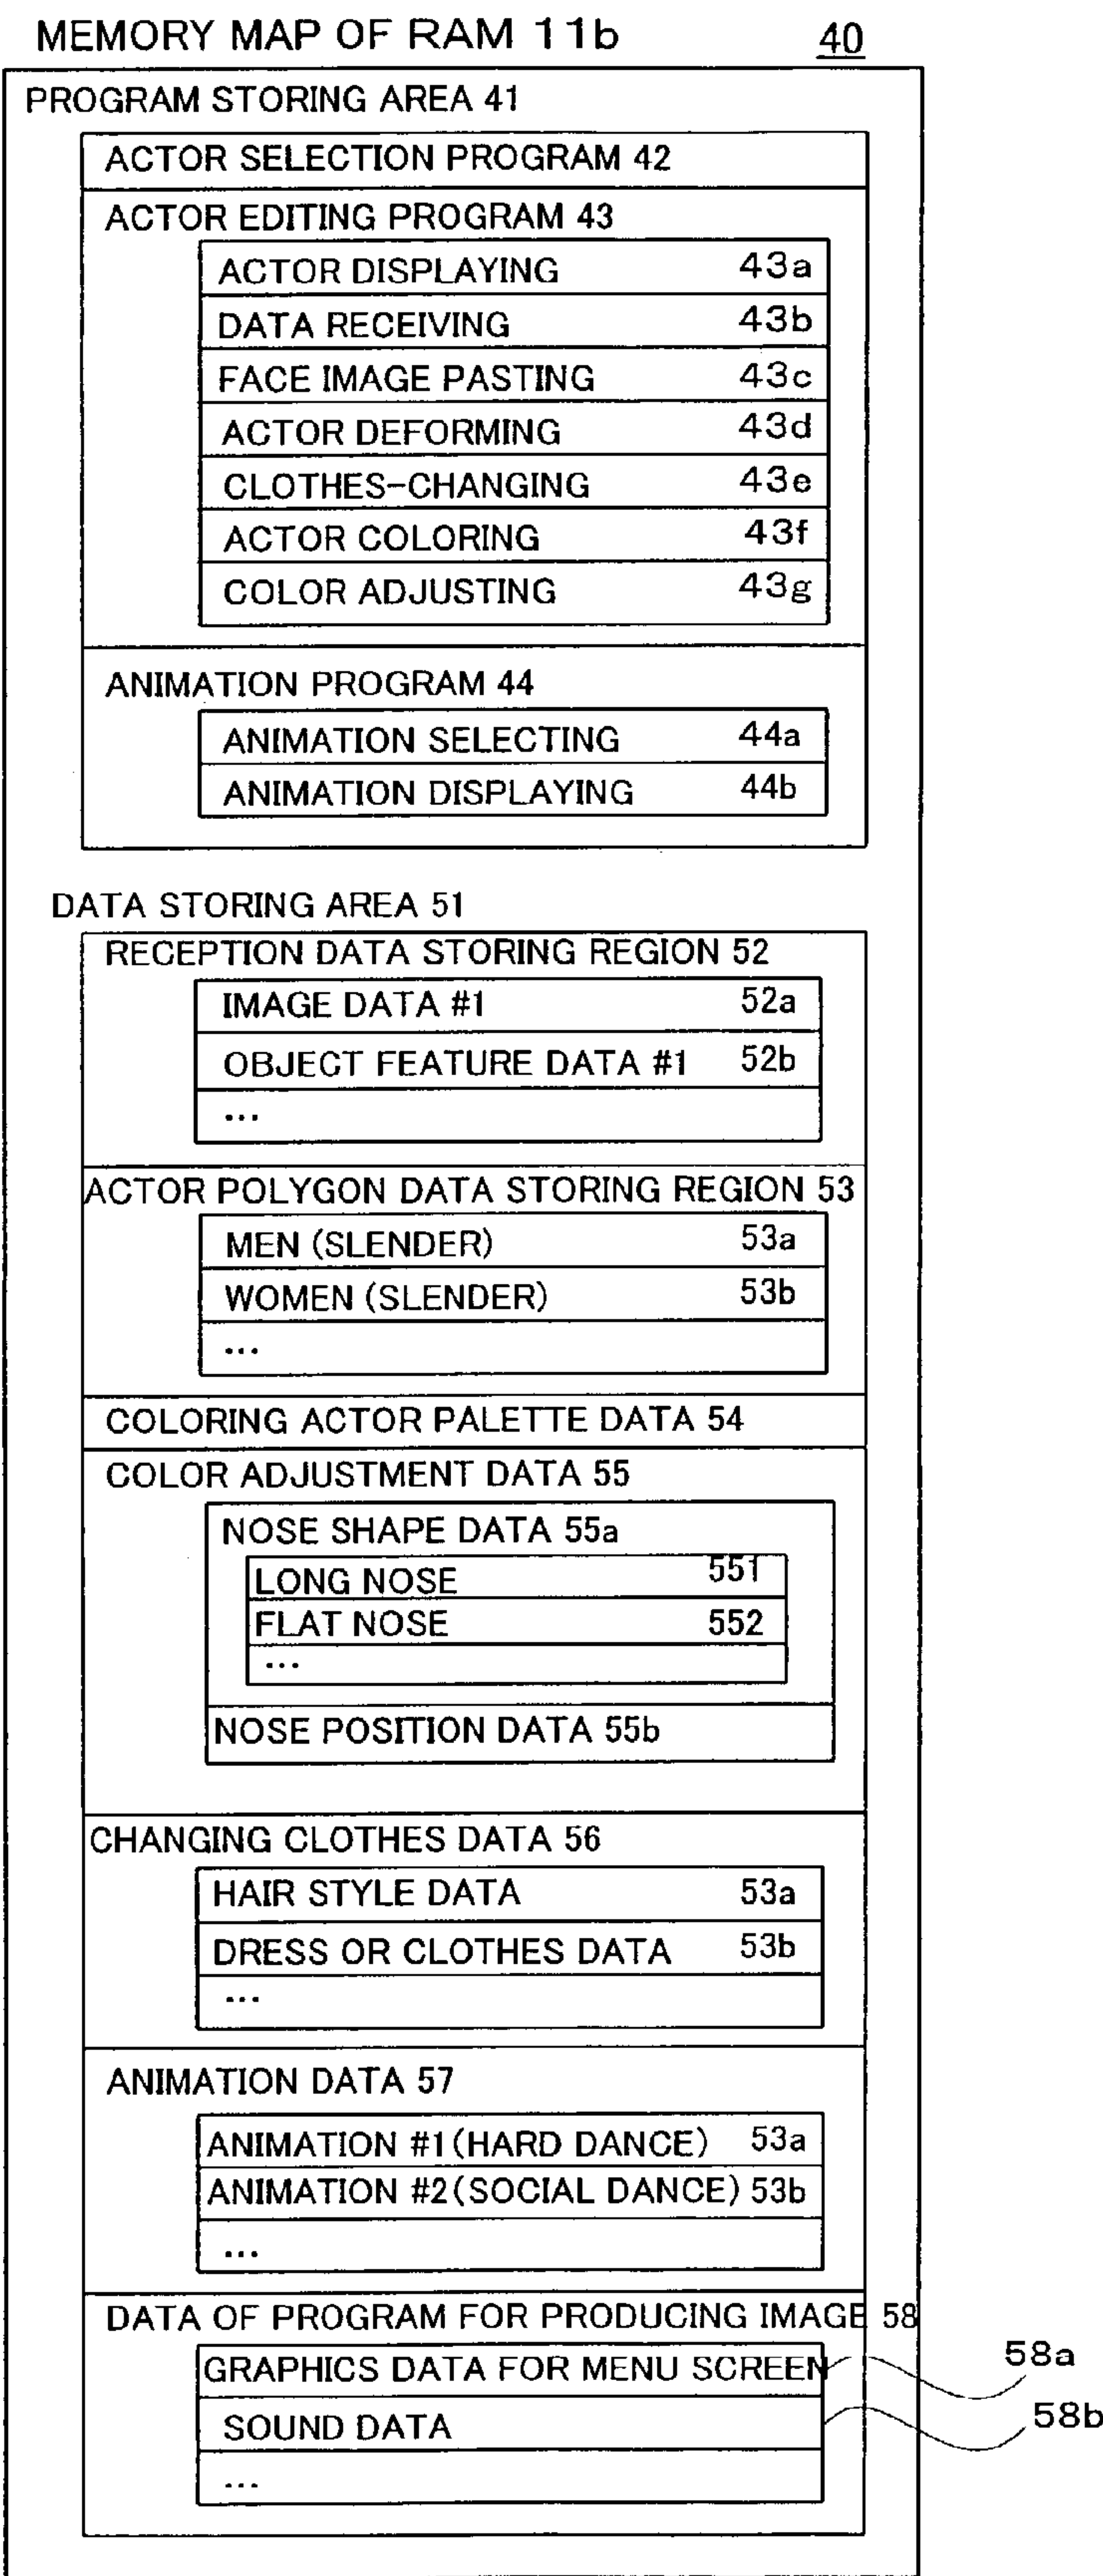 MEMORY MAP OF RAM 11b 40
PROGRAM STORING AREA 41
ACTOR SELECTION PROGRAM 42
ACTOR EDITING PROGRAM 43
ACTOR DISPLAYING 43a
DATA RECEIVING 43b
FACE IMAGE PASTING 43c
ACTOR DEFORMING 43d
CLOTHES-CHANGING 43e
ACTOR COLORING 43f
COLOR ADJUSTING 43g
ANIMATION PROGRAM 44
ANIMATION SELECTING 44a
ANIMATION DISPLAYING 44b
DATA STORING AREA 51
RECEPTION DATA STORING REGION 52
IMAGE DATA #1 52a
OBJECT FEATURE DATA #1 52b
...
ACTOR POLYGON DATA STORING REGION 53
MEN (SLENDER) 53a
WOMEN (SLENDER) 53b
...
COLORING ACTOR PALETTE DATA 54
COLOR ADJUSTMENT DATA 55
NOSE SHAPE DATA 55a
LONG NOSE 551
FLAT NOSE 552
...
NOSE POSITION DATA 55b
CHANGING CLOTHES DATA 56
HAIR STYLE DATA 53a
DRESS OR CLOTHES DATA 53b
...
ANIMATION DATA 57
ANIMATION #1(HARD DANCE) 53a
ANIMATION #2(SOCIAL DANCE) 53b
...
DATA OF PROGRAM FOR PRODUCING IMAGE 58
GRAPHICS DATA FOR MENU SCREEN 58a
SOUND DATA 58b
...